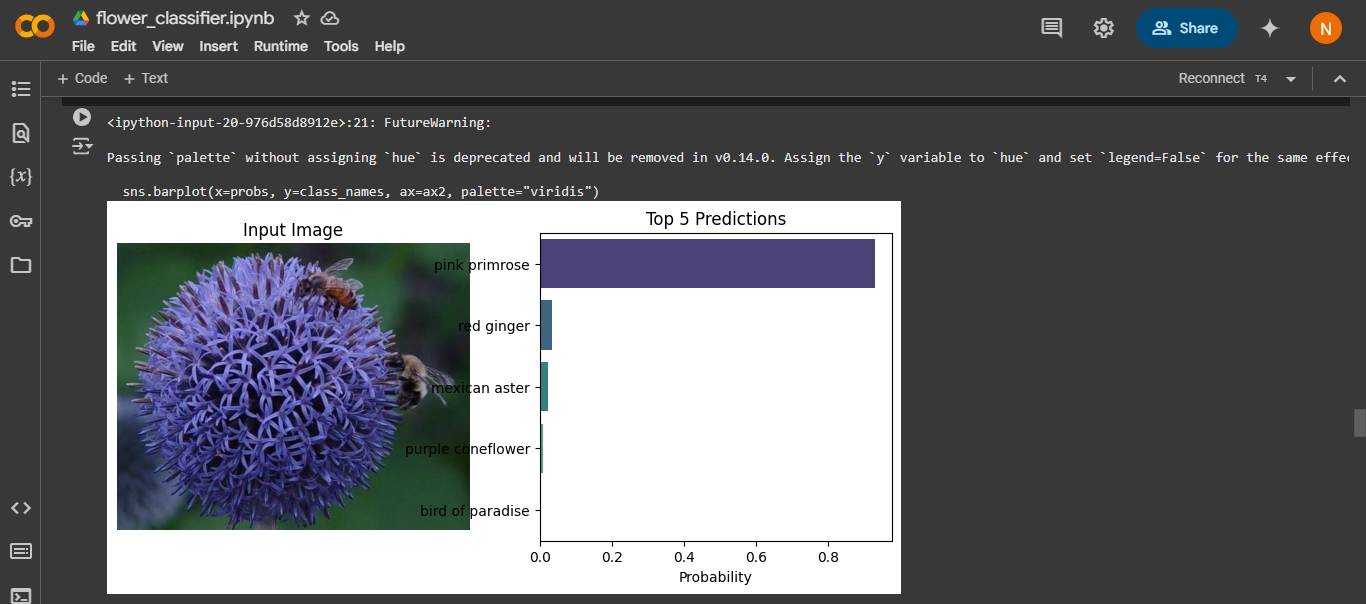 flower_classifier.ipynb
File Edit View Insert Runtime Tools Help
Share
N
+ Code + Text
Reconnect T4
<ipython-input-20-976d58d8912e>:21: FutureWarning:
Passing `palette` without assigning `hue` is deprecated and will be removed in v0.14.0. Assign the `y` variable to `hue` and set `legend=False` for the same effec
sns.barplot(x=probs, y=class_names, ax=ax2, palette="viridis")
{x}
Input Image
Top 5 Predictions
pink primrose
red ginger
mexican aster
purple coneflower
bird of paradise
0.0 0.2 0.4 0.6 0.8
Probability